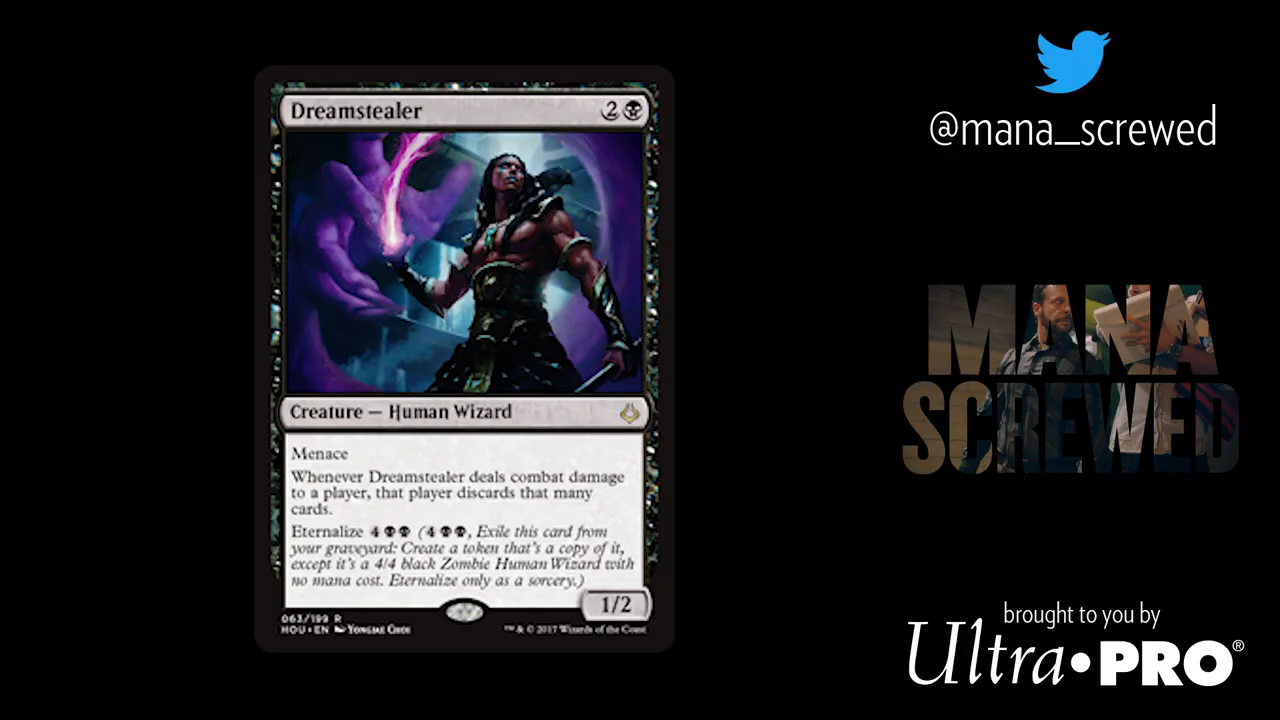 Dreamstealer 2
Creature — Human Wizard
Menace
Whenever Dreamstealer deals combat damage
to a player, that player discards that many
cards.
Eternalize 4 (4, Exile this card from
your graveyard: Create a token that's a copy of it,
except it's a 4/4 black Zombie Human Wizard with
no mana cost. Eternalize only as a sorcery.)
1/2
063/199 R
HOU • EN Yongjae Choi
™ & © 2017 Wizards of the Coast
@mana_screwed
MANA
SCREWED
brought to you by
Ultra•PRO®